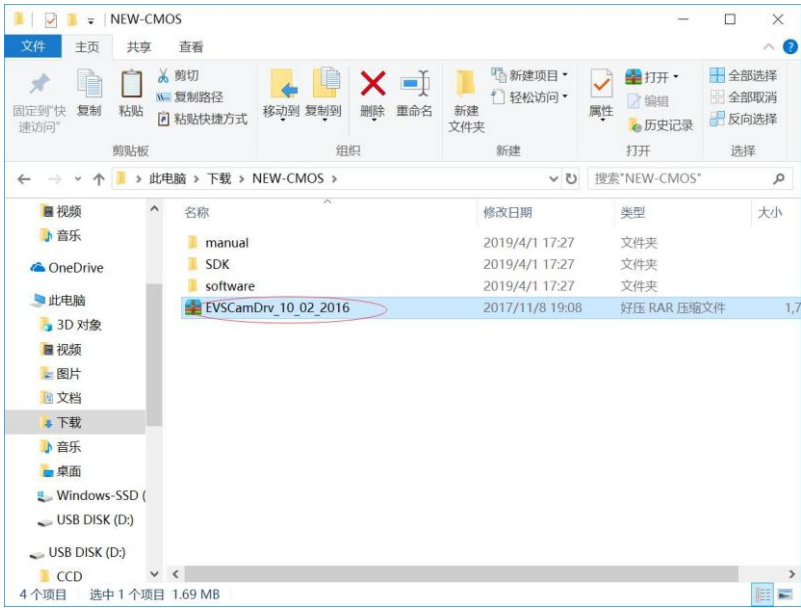 NEW-CMOS
文件 主页 共享 查看
固定到"快速访问"
复制
粘贴
剪切
复制路径
粘贴快捷方式
剪贴板
移动到
复制到
删除
重命名
组织
新建
文件夹
新建项目
轻松访问
新建
属性
打开
编辑
历史记录
打开
全部选择
全部取消
反向选择
选择
此电脑 > 下载 > NEW-CMOS >
搜索"NEW-CMOS"
名称 修改日期 类型 大小
manual 2019/4/1 17:27 文件夹
SDK 2019/4/1 17:27 文件夹
software 2019/4/1 17:27 文件夹
EVSCamDrv_10_02_2016 2017/11/8 19:08 好压 RAR 压缩文件 1,7
视频
音乐
OneDrive
此电脑
3D 对象
视频
图片
文档
下载
音乐
桌面
Windows-SSD (
USB DISK (D:)
USB DISK (D:)
CCD
4 个项目 选中 1 个项目 1.69 MB